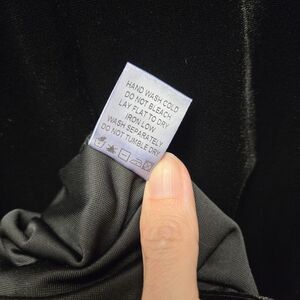 HAND WASH COLD
DO NOT BLEACH
LAY FLAT TO DRY
IRON LOW
WASH SEPARATELY
DO NOT TUMBLE DRY